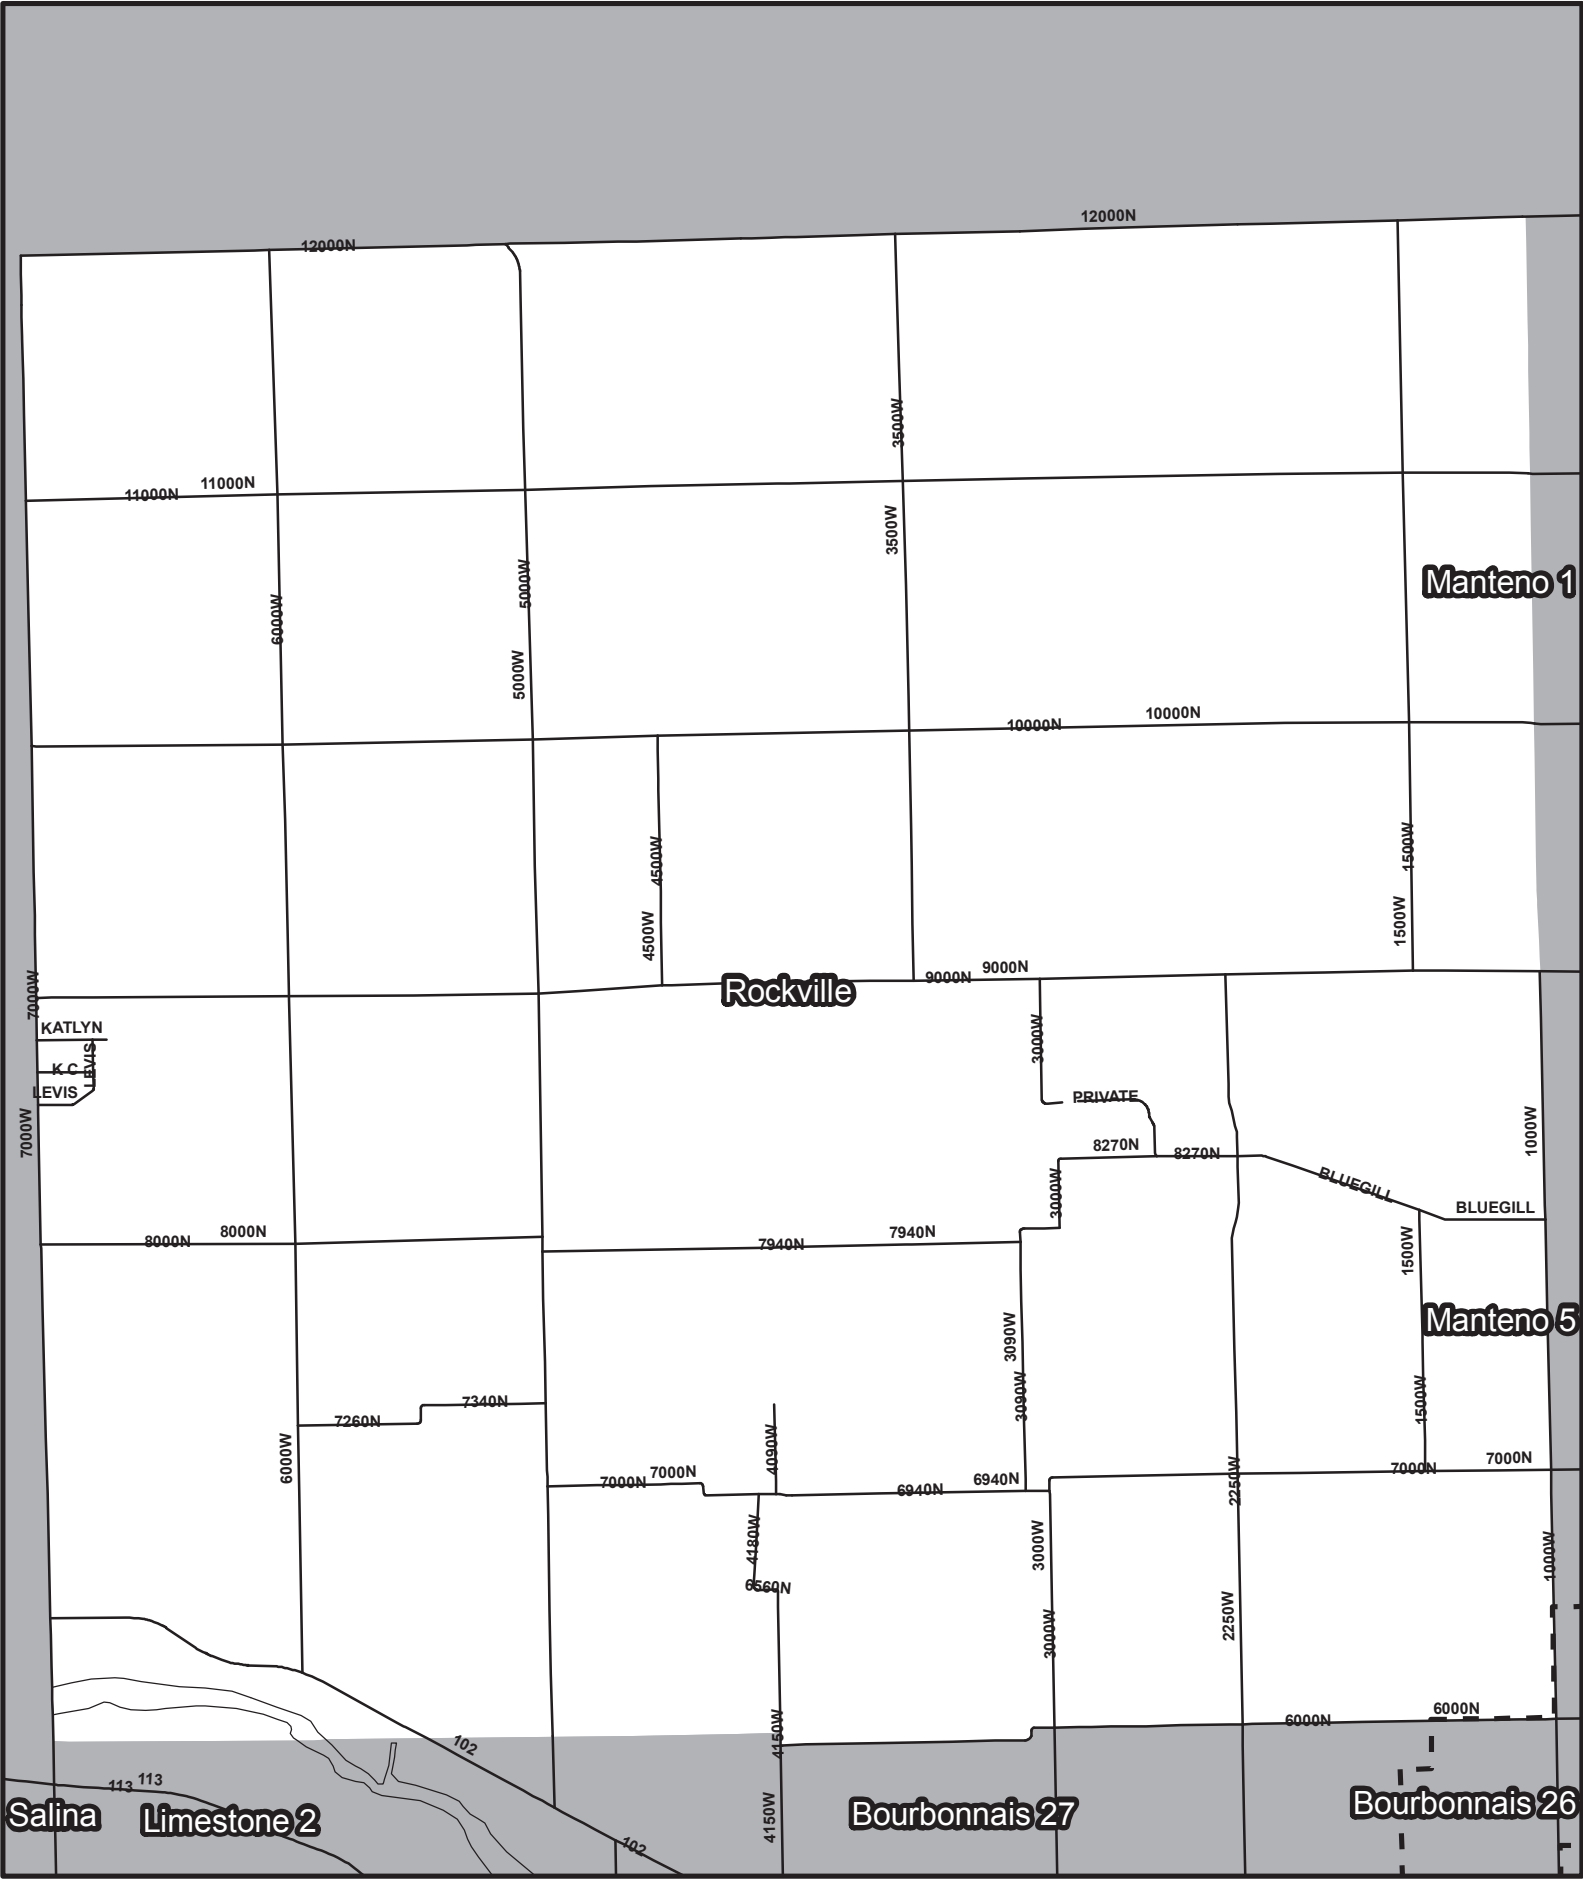 12000N
12000N
3500W
11000N
11000N
3500W
5000W
Manteno 1
6000W
5000W
10000N
10000N
4500W
1500W
4500W
1500W
9000N
9000N
Rockville
7000W
KATLYN
3000W
LEVIS
K C
LEVIS
PRIVATE
7000W
1000W
8270N
8270N
BLUEGILL
3000W
BLUEGILL
8000N
8000N
7940N
7940N
1500W
Manteno 5
3090W
3090W
1500W
7340N
7260N
4090W
6000W
7000N
7000N
6940N
6940N
2250W
7000N
7000N
4180W
3000W
1000W
6560N
3000W
2250W
6000N
6000N
4150W
102
113
113
Salina
Limestone 2
4150W
Bourbonnais 27
Bourbonnais 26
102